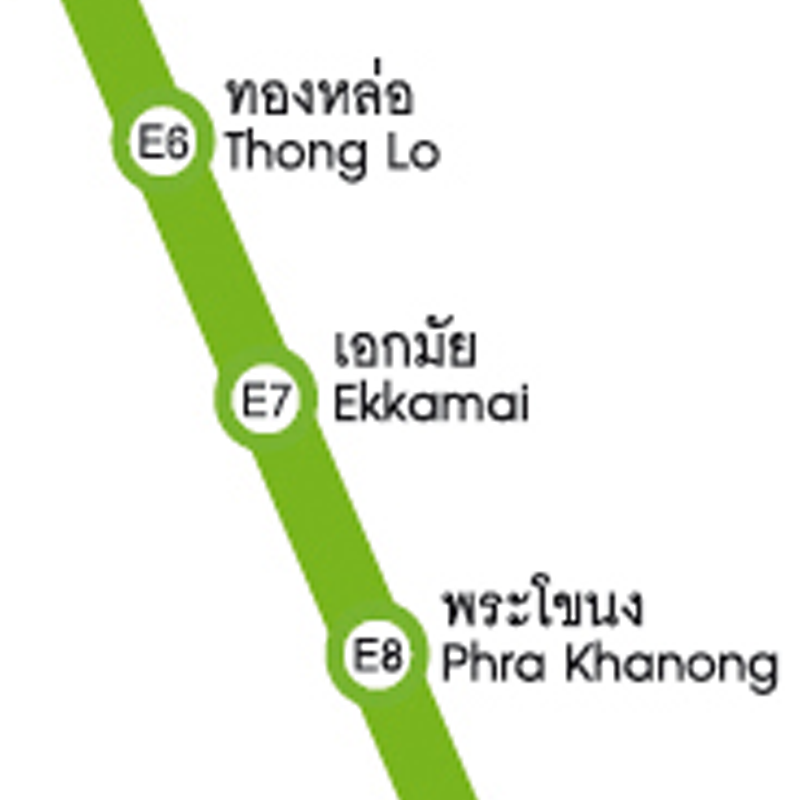 ทองหล่อ
E6
Thong Lo
เอกมัย
E7
Ekkamai
พระโขนง
E8
Phra Khanong